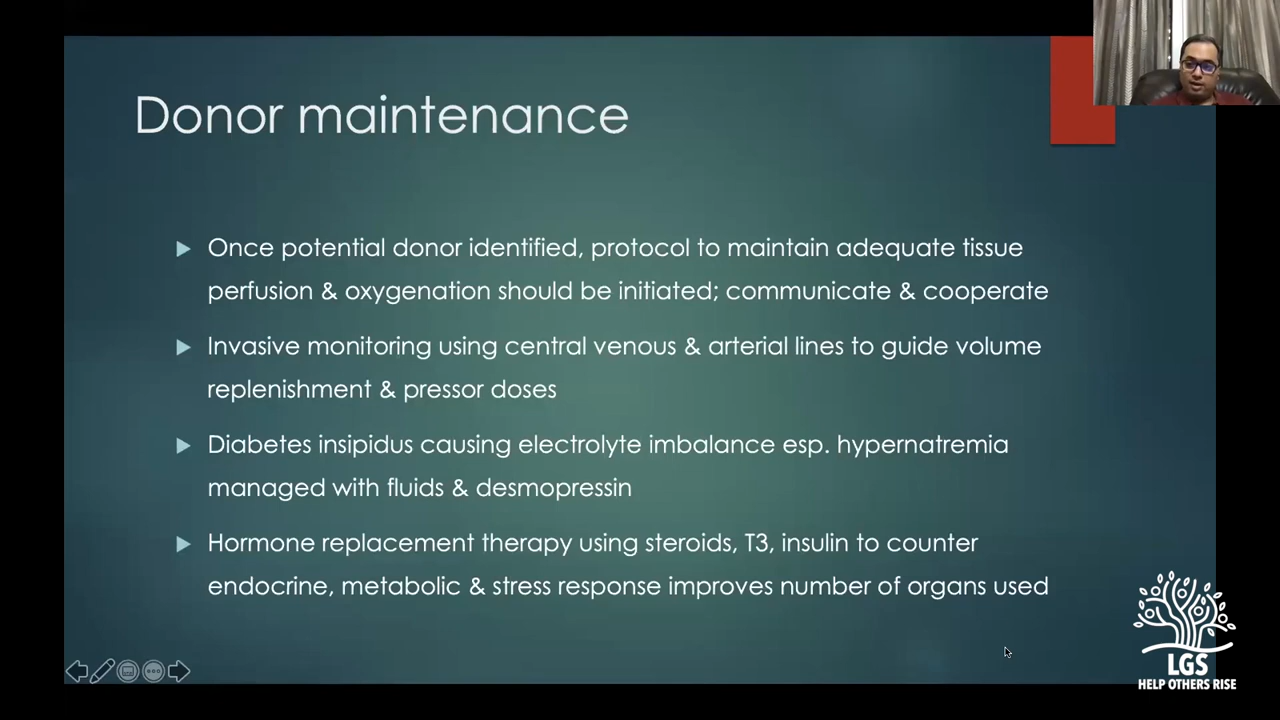 Donor maintenance
Once potential donor identified, protocol to maintain adequate tissue
perfusion & oxygenation should be initiated; communicate & cooperate
Invasive monitoring using central venous & arterial lines to guide volume
replenishment & pressor doses
Diabetes insipidus causing electrolyte imbalance esp. hypernatremia
managed with fluids & desmopressin
Hormone replacement therapy using steroids, T3, insulin to counter
endocrine, metabolic & stress response improves number of organs used
LGS
HELP OTHERS RISE